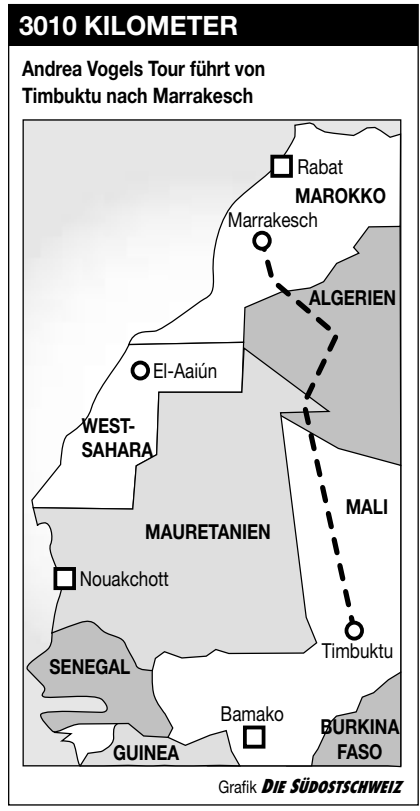 3010 KILOMETER
Andrea Vogels Tour führt von
Timbuktu nach Marrakesch
Rabat
MAROKKO
Marrakesch
ALGERIEN
El-Aaiún
WEST-
SAHARA
MALI
MAURETANIEN
Nouakchott
Timbuktu
SENEGAL
Bamako
BURKINA
FASO
GUINEA
Grafik DIE SÜDOSTSCHWEIZ